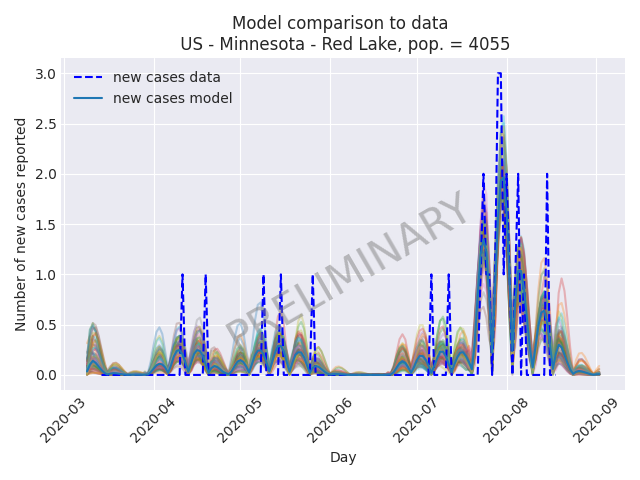 Model comparison to data
US - Minnesota - Red Lake, pop. = 4055
new cases data
new cases model
Number of new cases reported
3.0
2.5
2.0
1.5
1.0
0.5
0.0
PRELIMINARY
2020-03
2020-04
2020-05
2020-06
2020-07
2020-08
2020-09
Day